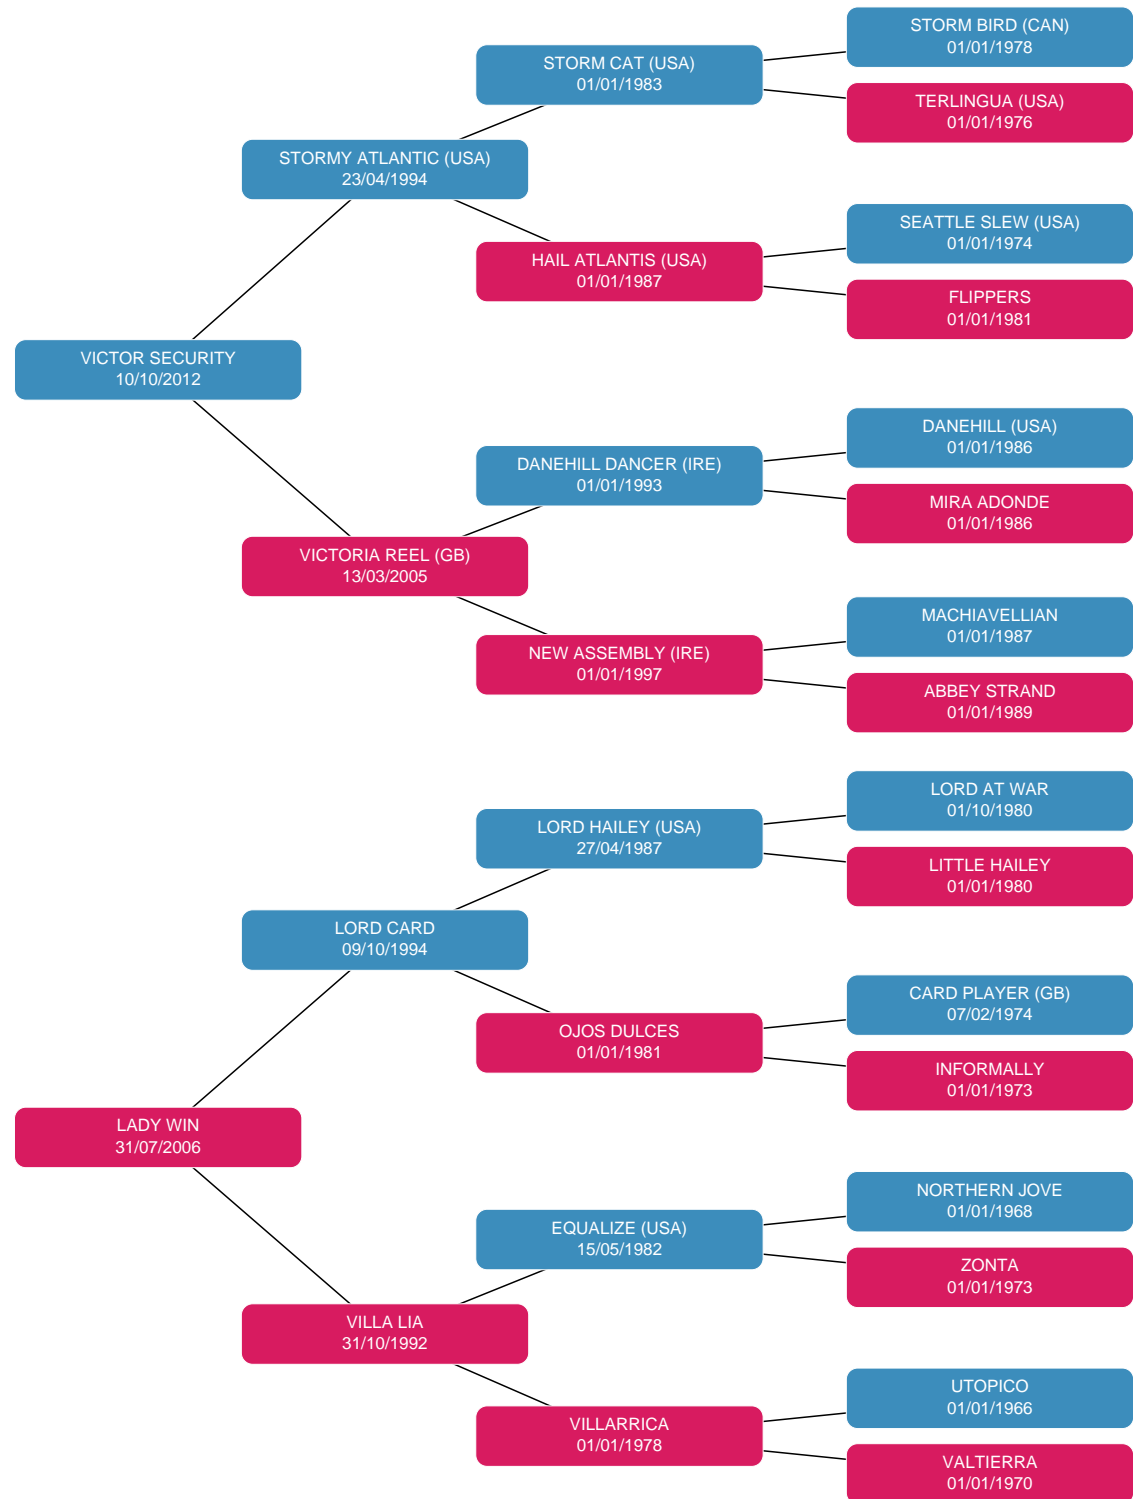 STORM BIRD (CAN)
01/01/1978
STORM CAT (USA)
01/01/1983
TERLINGUA (USA)
01/01/1976
STORMY ATLANTIC (USA)
23/04/1994
SEATTLE SLEW (USA)
01/01/1974
HAIL ATLANTIS (USA)
01/01/1987
FLIPPERS
01/01/1981
VICTOR SECURITY
10/10/2012
DANEHILL (USA)
01/01/1986
DANEHILL DANCER (IRE)
01/01/1993
MIRA ADONDE
01/01/1986
VICTORIA REEL (GB)
13/03/2005
MACHIAVELLIAN
01/01/1987
NEW ASSEMBLY (IRE)
01/01/1997
ABBEY STRAND
01/01/1989
LORD AT WAR
01/10/1980
LORD HAILEY (USA)
27/04/1987
LITTLE HAILEY
01/01/1980
LORD CARD
09/10/1994
CARD PLAYER (GB)
07/02/1974
OJOS DULCES
01/01/1981
INFORMALLY
01/01/1973
LADY WIN
31/07/2006
NORTHERN JOVE
01/01/1968
EQUALIZE (USA)
15/05/1982
ZONTA
01/01/1973
VILLA LIA
31/10/1992
UTOPICO
01/01/1966
VILLARRICA
01/01/1978
VALTIERRA
01/01/1970